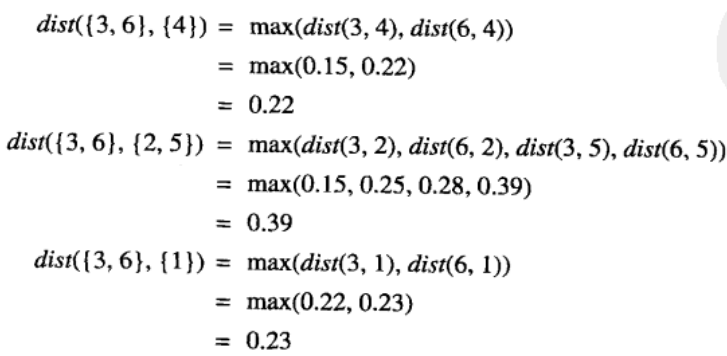 dist({3, 6}, {4}) = max(dist(3, 4), dist(6, 4))
= max(0.15, 0.22)
= 0.22
dist({3, 6}, {2, 5}) = max(dist(3, 2), dist(6, 2), dist(3, 5), dist(6, 5))
= max(0.15, 0.25, 0.28, 0.39)
= 0.39
dist({3, 6}, {1}) = max(dist(3, 1), dist(6, 1))
= max(0.22, 0.23)
= 0.23